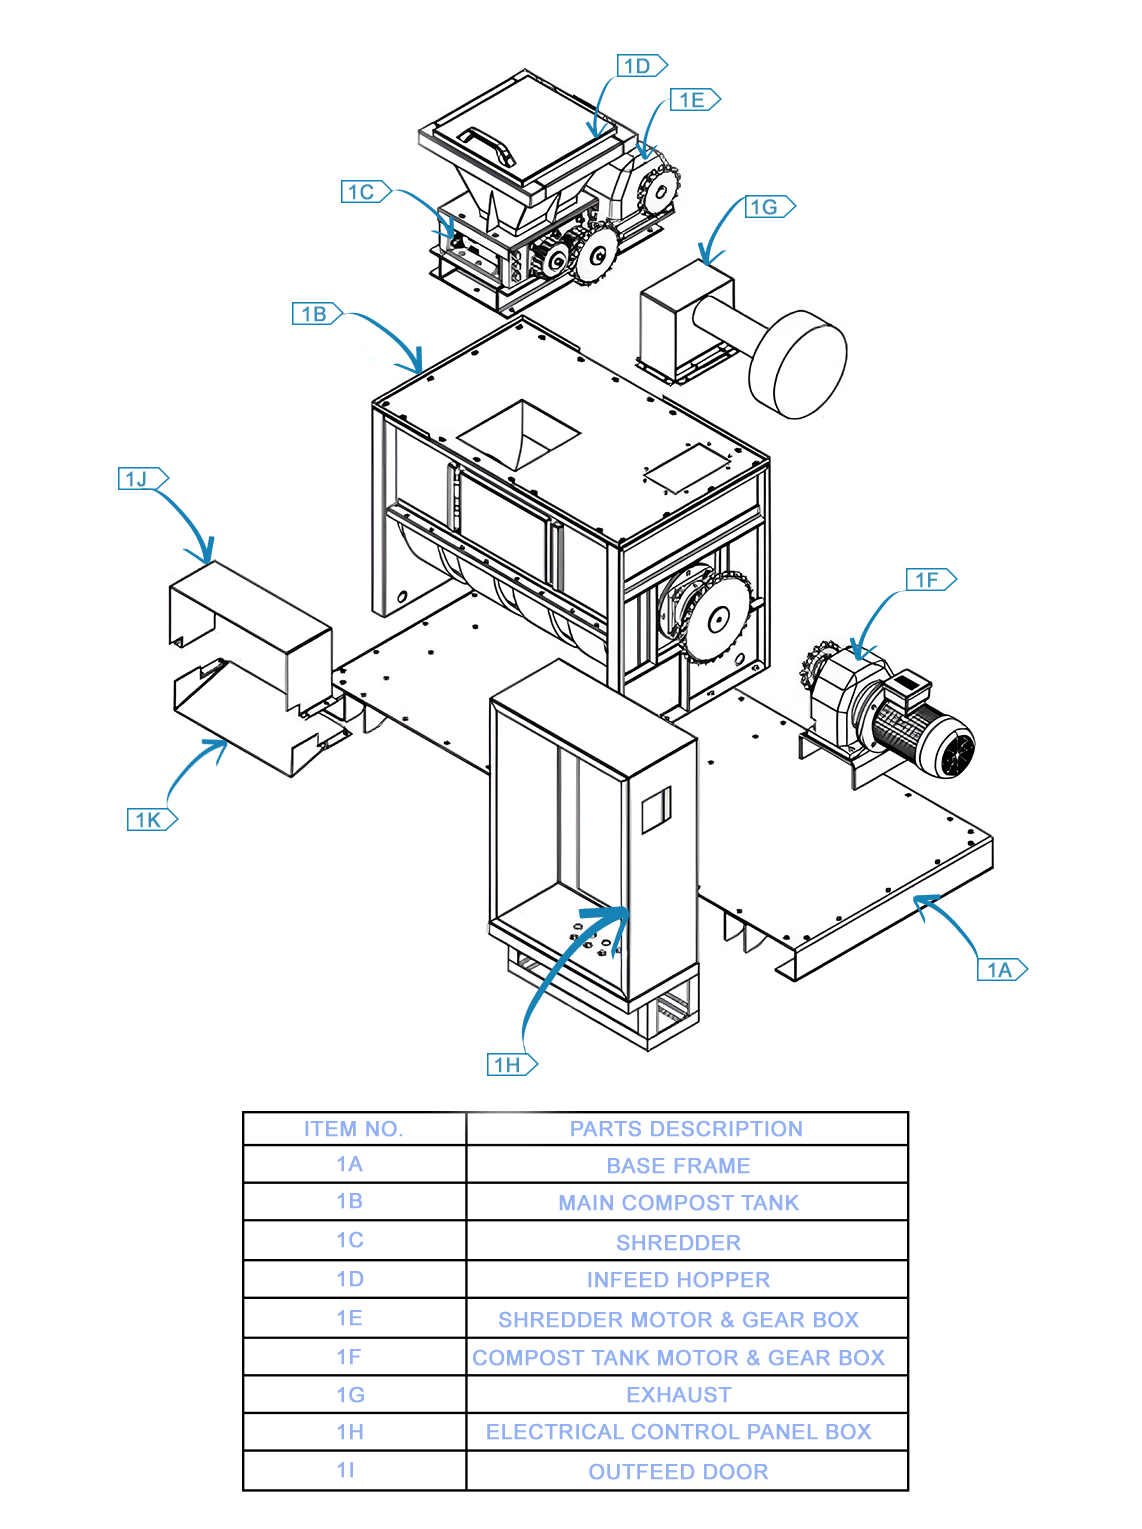 1D
1E
1C
1G
1B
1J
1F
1K
1A
1H
ITEM NO. PARTS DESCRIPTION
1A BASE FRAME
1B MAIN COMPOST TANK
1C SHREDDER
1D INFEED HOPPER
1E SHREDDER MOTOR & GEAR BOX
1F COMPOST TANK MOTOR & GEAR BOX
1G EXHAUST
1H ELECTRICAL CONTROL PANEL BOX
1I OUTFEED DOOR